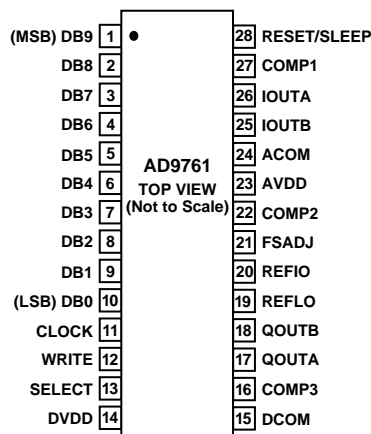 (MSB) DB9 1 28 RESET/SLEEP
DB8 2 27 COMP1
DB7 3 26 IOUTA
DB6 4 25 IOUTB
DB5 5 24 ACOM
DB4 6 23 AVDD
DB3 7 22 COMP2
DB2 8 21 FSADJ
DB1 9 20 REFIO
(LSB) DB0 10 19 REFLO
CLOCK 11 18 QOUTB
WRITE 12 17 QOUTA
SELECT 13 16 COMP3
DVDD 14 15 DCOM
AD9761
TOP VIEW
(Not to Scale)